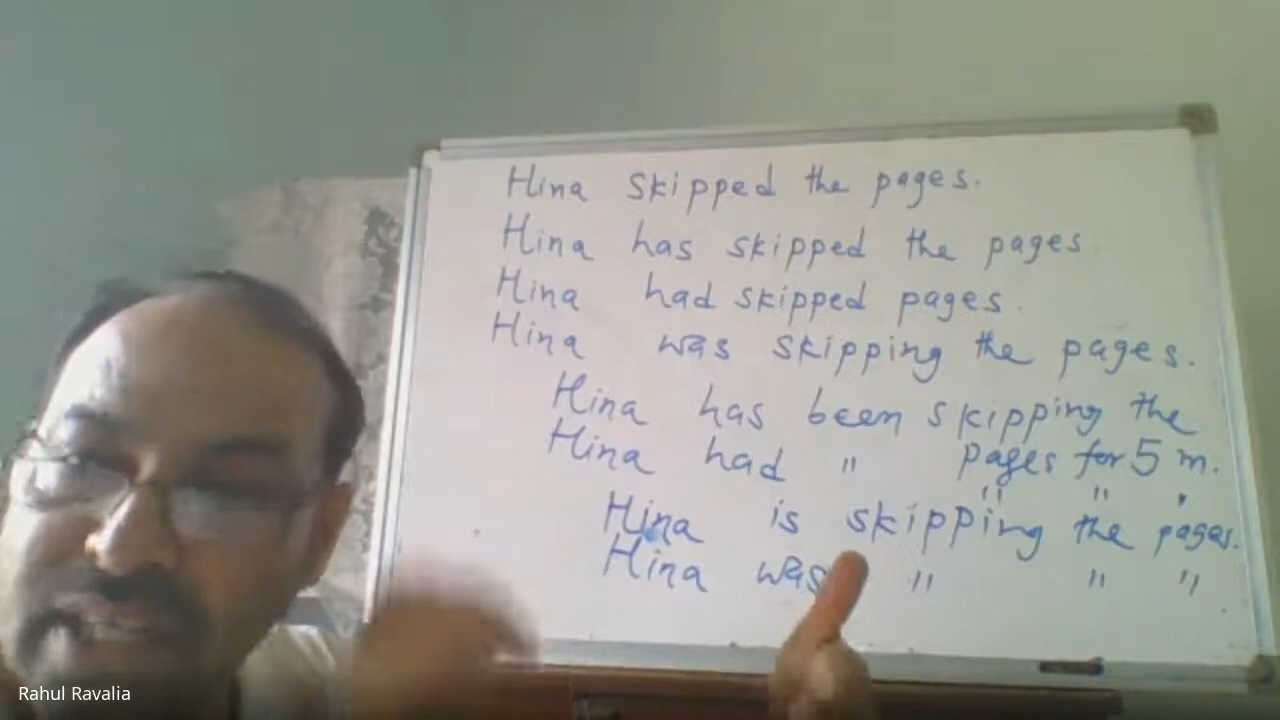 Hina skipped the pages.
Hina has skipped the pages
Hina had skipped pages.
Hina was skipping the pages.
Hina has been skipping the
Hina had " pages for 5 m.
" " "
Hina is skipping the pages.
Hina was " " "
Rahul Ravalia